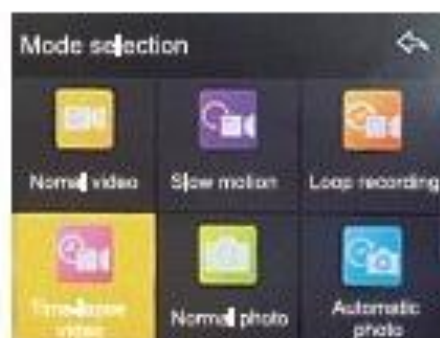 Mode selection
Normal video
Slow motion
Loop recording
Time-lapse
video
Normal photo
Automatic
photo